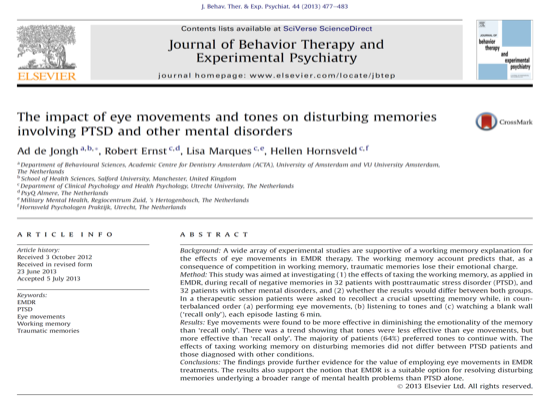 J. Behav. Ther. & Exp. Psychiat. 44 (2013) 477–483
Contents lists available at SciVerse ScienceDirect
Journal of Behavior Therapy and
Experimental Psychiatry
journal homepage: www.elsevier.com/locate/jbtep
ELSEVIER
behavior
therapy
and
experimental
psychiatry
The impact of eye movements and tones on disturbing memories
involving PTSD and other mental disorders
CrossMark
Ad de Jongh a,b,*, Robert Ernst c,d, Lisa Marques c,e, Hellen Hornsveld c,f
a Department of Behavioural Sciences, Academic Centre for Dentistry Amsterdam (ACTA), University of Amsterdam and VU University Amsterdam,
The Netherlands
b School of Health Sciences, Salford University, Manchester, United Kingdom
c Department of Clinical Psychology and Health Psychology, Utrecht University, The Netherlands
d PsyQ Almere, The Netherlands
e Military Mental Health, Regiocentrum Zuid, 's Hertogenbosch, The Netherlands
f Hornsveld Psychologen Praktijk, Utrecht, The Netherlands
ARTICLE INFO
Article history:
Received 3 October 2012
Received in revised form
23 June 2013
Accepted 5 July 2013
Keywords:
EMDR
PTSD
Eye movements
Working memory
Traumatic memories
ABSTRACT
Background: A wide array of experimental studies are supportive of a working memory explanation for
the effects of eye movements in EMDR therapy. The working memory account predicts that, as a
consequence of competition in working memory, traumatic memories lose their emotional charge.
Method: This study was aimed at investigating (1) the effects of taxing the working memory, as applied in
EMDR, during recall of negative memories in 32 patients with posttraumatic stress disorder (PTSD), and
32 patients with other mental disorders, and (2) whether the results would differ between both groups.
In a therapeutic session patients were asked to recollect a crucial upsetting memory while, in coun-
terbalanced order (a) performing eye movements, (b) listening to tones and (c) watching a blank wall
('recall only'), each episode lasting 6 min.
Results: Eye movements were found to be more effective in diminishing the emotionality of the memory
than 'recall only'. There was a trend showing that tones were less effective than eye movements, but
more effective than 'recall only'. The majority of patients (64%) preferred tones to continue with. The
effects of taxing working memory on disturbing memories did not differ between PTSD patients and
those diagnosed with other conditions.
Conclusions: The findings provide further evidence for the value of employing eye movements in EMDR
treatments. The results also support the notion that EMDR is a suitable option for resolving disturbing
memories underlying a broader range of mental health problems than PTSD alone.
© 2013 Elsevier Ltd. All rights reserved.